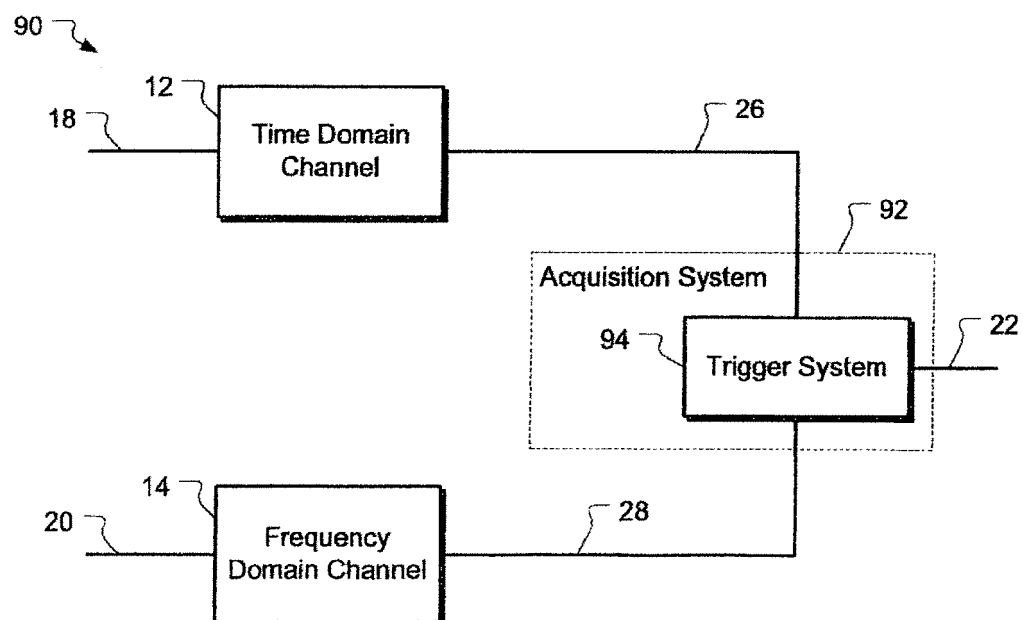 90
12
18
Time Domain
Channel
26
92
Acquisition System
94
Trigger System
22
14
20
Frequency
Domain Channel
28